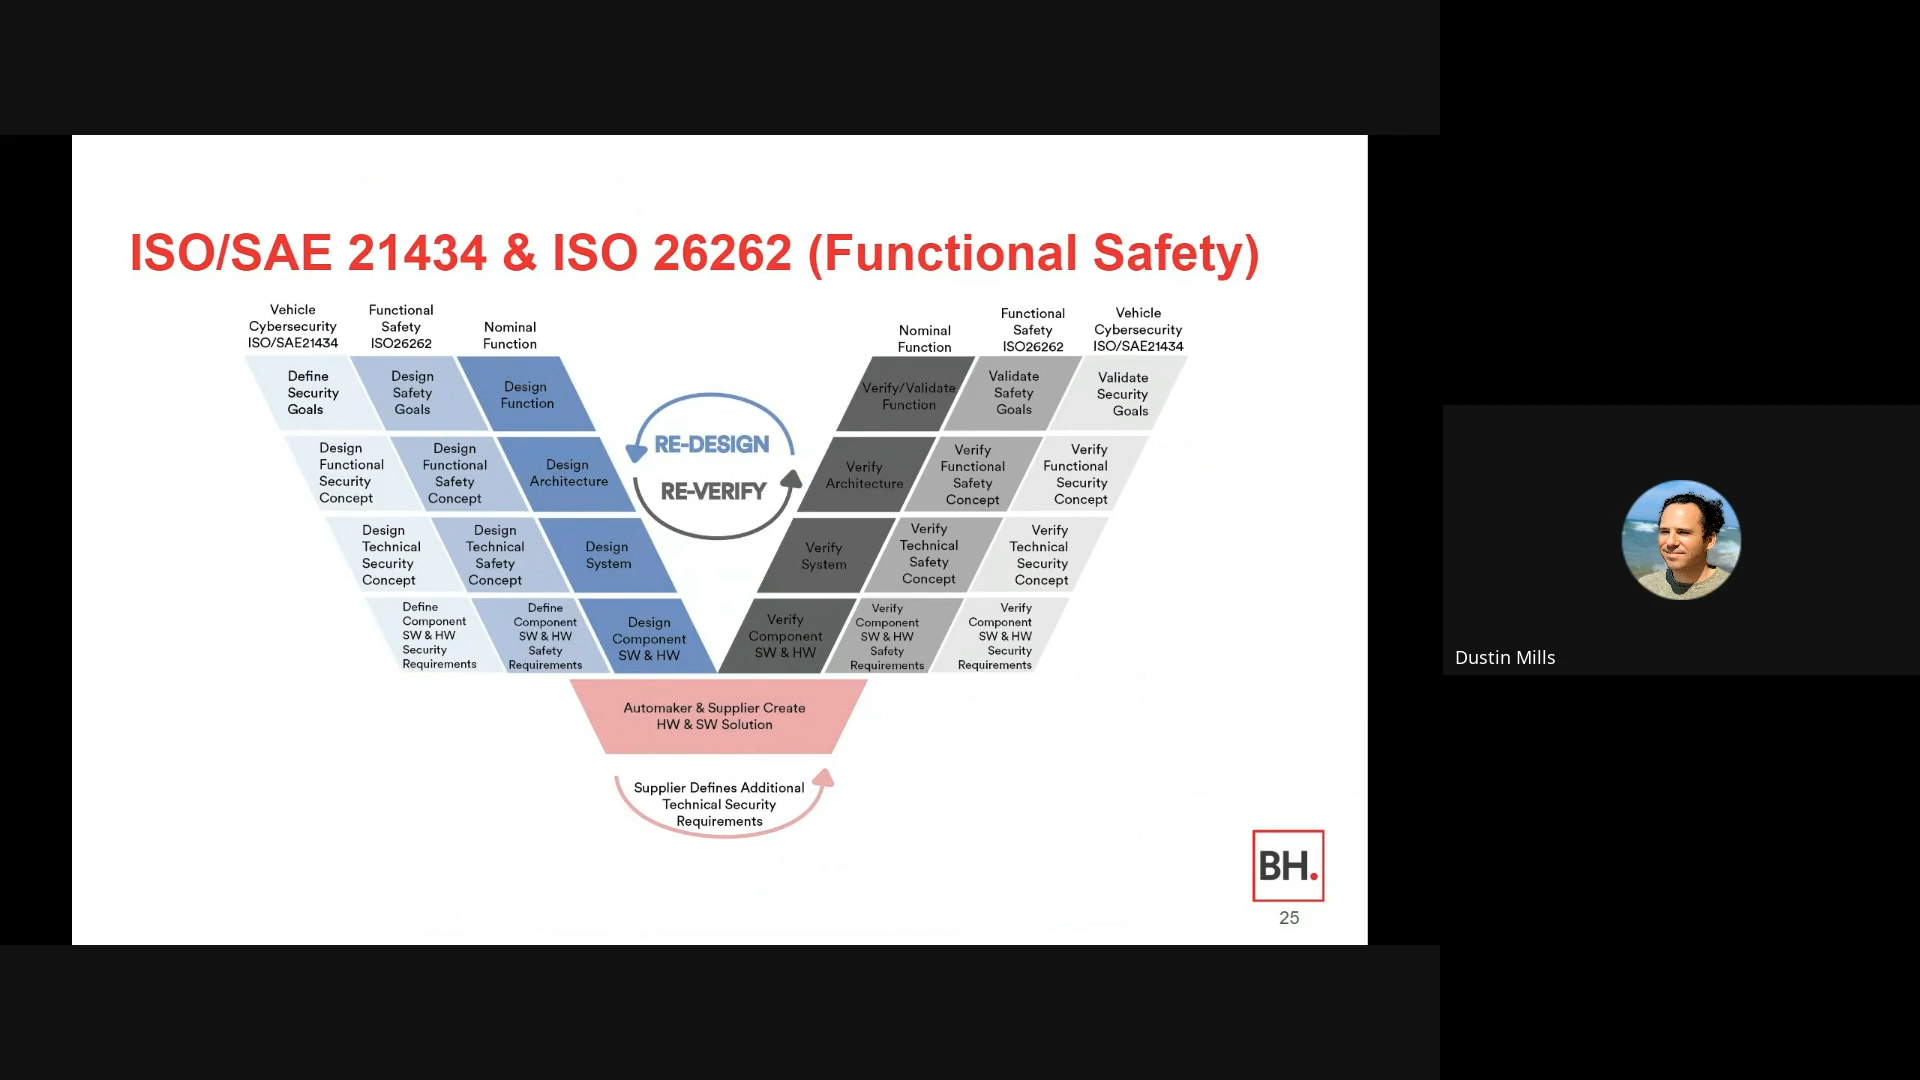 ISO/SAE 21434 & ISO 26262 (Functional Safety)
Vehicle
Cybersecurity
ISO/SAE21434
Functional
Safety
ISO26262
Nominal
Function
Nominal
Function
Functional
Safety
ISO26262
Vehicle
Cybersecurity
ISO/SAE21434
Define
Security
Goals
Design
Safety
Goals
Design
Function
Verify/Validate
Function
Validate
Safety
Goals
Validate
Security
Goals
RE-DESIGN
RE-VERIFY
Design
Functional
Security
Concept
Design
Functional
Safety
Concept
Design
Architecture
Verify
Architecture
Verify
Functional
Safety
Concept
Verify
Functional
Security
Concept
Design
Technical
Security
Concept
Design
Technical
Safety
Concept
Design
System
Verify
System
Verify
Technical
Safety
Concept
Verify
Technical
Security
Concept
Define
Component
SW & HW
Security
Requirements
Define
Component
SW & HW
Safety
Requirements
Design
Component
SW & HW
Verify
Component
SW & HW
Verify
Component
SW & HW
Safety
Requirements
Verify
Component
SW & HW
Security
Requirements
Automaker & Supplier Create
HW & SW Solution
Supplier Defines Additional
Technical Security
Requirements
BH.
25
Dustin Mills